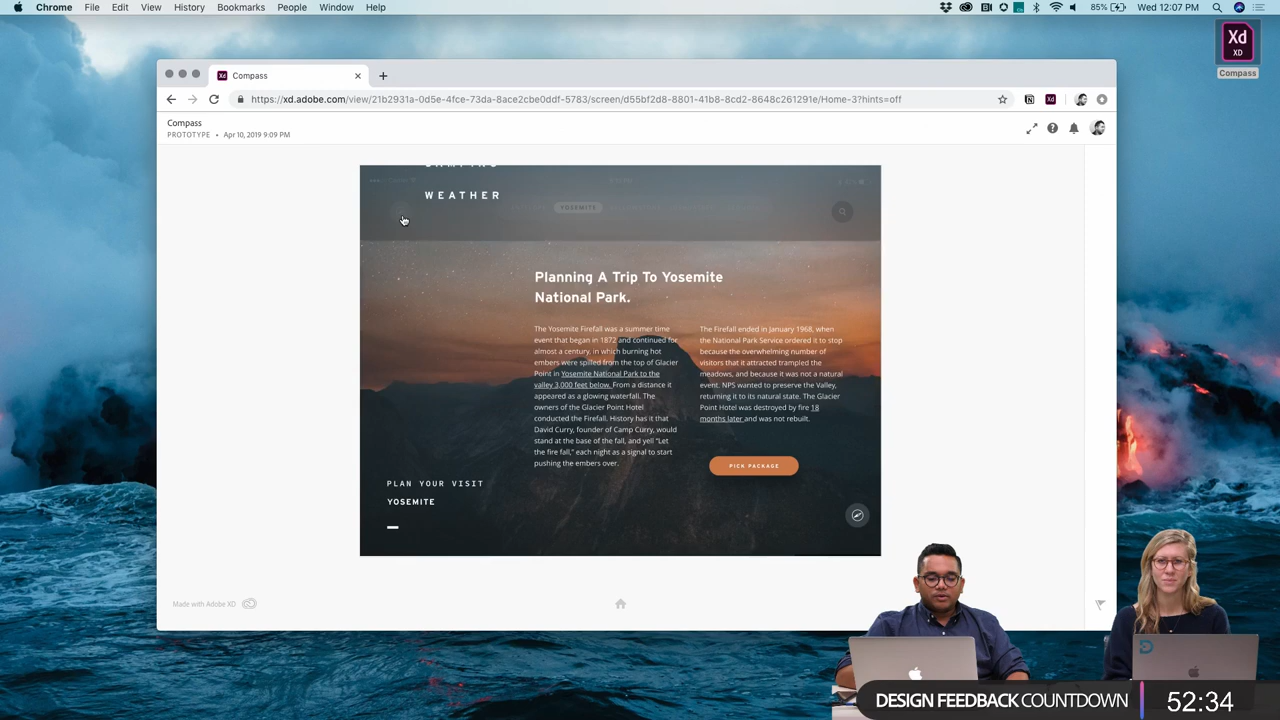 Chrome File Edit View History Bookmarks People Window Help
85% Wed 12:07 PM
Xd
XD
Compass
Xd Compass
https://xd.adobe.com/view/21b2931a-0d5e-4fce-73da-8ace2cbe0ddf-5783/screen/d55bf2d8-8801-41b8-8cd2-8648c261291e/Home-3?hints=off
Xd
Compass
PROTOTYPE • Apr 10, 2019 9:09 PM
WEATHER
YOSEMITE
Planning A Trip To Yosemite
National Park.
The Yosemite Firefall was a summer time
event that began in 1872 and continued for
almost a century, in which burning hot
embers were spilled from the top of Glacier
Point in Yosemite National Park to the
valley 3,000 feet below. From a distance it
appeared as a glowing waterfall. The
owners of the Glacier Point Hotel
conducted the Firefall. History has it that
David Curry, founder of Camp Curry, would
stand at the base of the fall, and yell "Let
the fire fall," each night as a signal to start
pushing the embers over.
The Firefall ended in January 1968, when
the National Park Service ordered it to stop
because the overwhelming number of
visitors that it attracted trampled the
meadows, and because it was not a natural
event. NPS wanted to preserve the Valley,
returning it to its natural state. The Glacier
Point Hotel was destroyed by fire 18
months later and was not rebuilt.
PICK PACKAGE
PLAN YOUR VISIT
YOSEMITE
Made with Adobe XD
DESIGN FEEDBACK COUNTDOWN 52:34